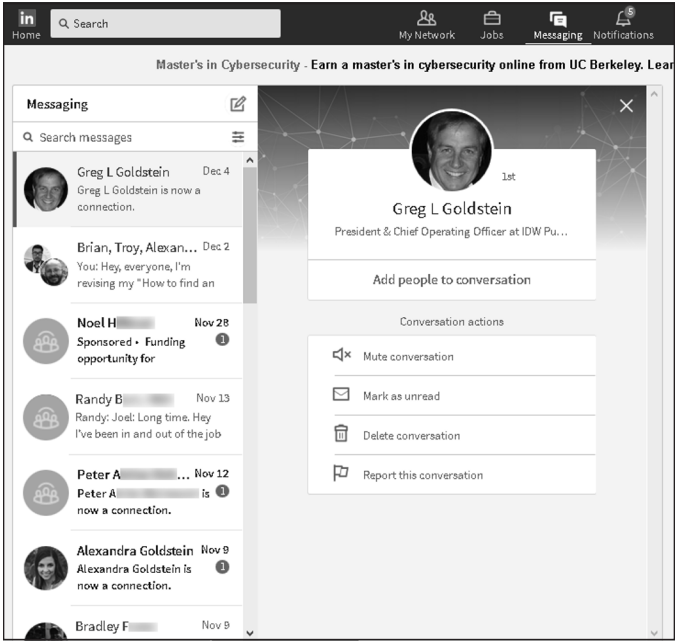 in
Home
Search
My Network
Jobs
Messaging
5
Notifications
Master's in Cybersecurity - Earn a master's in cybersecurity online from UC Berkeley. Lear
Messaging
Search messages
Greg L Goldstein Dec 4
Greg L Goldstein is now a
connection.
Brian, Troy, Alexan... Dec 2
You: Hey, everyone, I'm
revising my "How to find an
Noel H Nov 28
Sponsored • Funding 1
opportunity for
Randy B Nov 13
Randy: Joel: Long time. Hey
I've been in and out of the job
Peter A ... Nov 12
Peter A is 1
now a connection.
Alexandra Goldstein Nov 9
Alexandra Goldstein is 1
now a connection.
Bradley F Nov 9
1st
Greg L Goldstein
President & Chief Operating Officer at IDW Pu...
Add people to conversation
Conversation actions
Mute conversation
Mark as unread
Delete conversation
Report this conversation